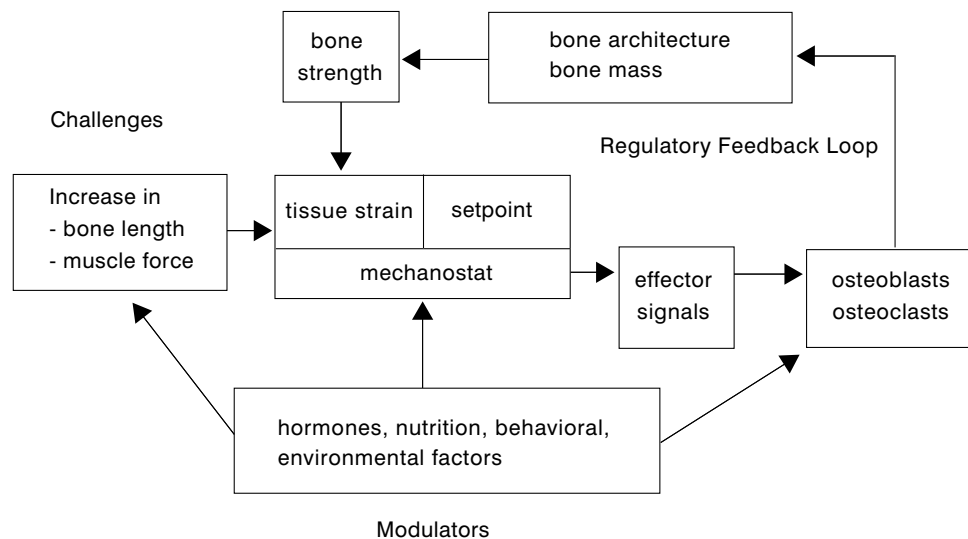 bone
strength
bone architecture
bone mass
Challenges
Regulatory Feedback Loop
Increase in
- bone length
- muscle force
tissue strain
setpoint
mechanostat
effector
signals
osteoblasts
osteoclasts
hormones, nutrition, behavioral,
environmental factors
Modulators